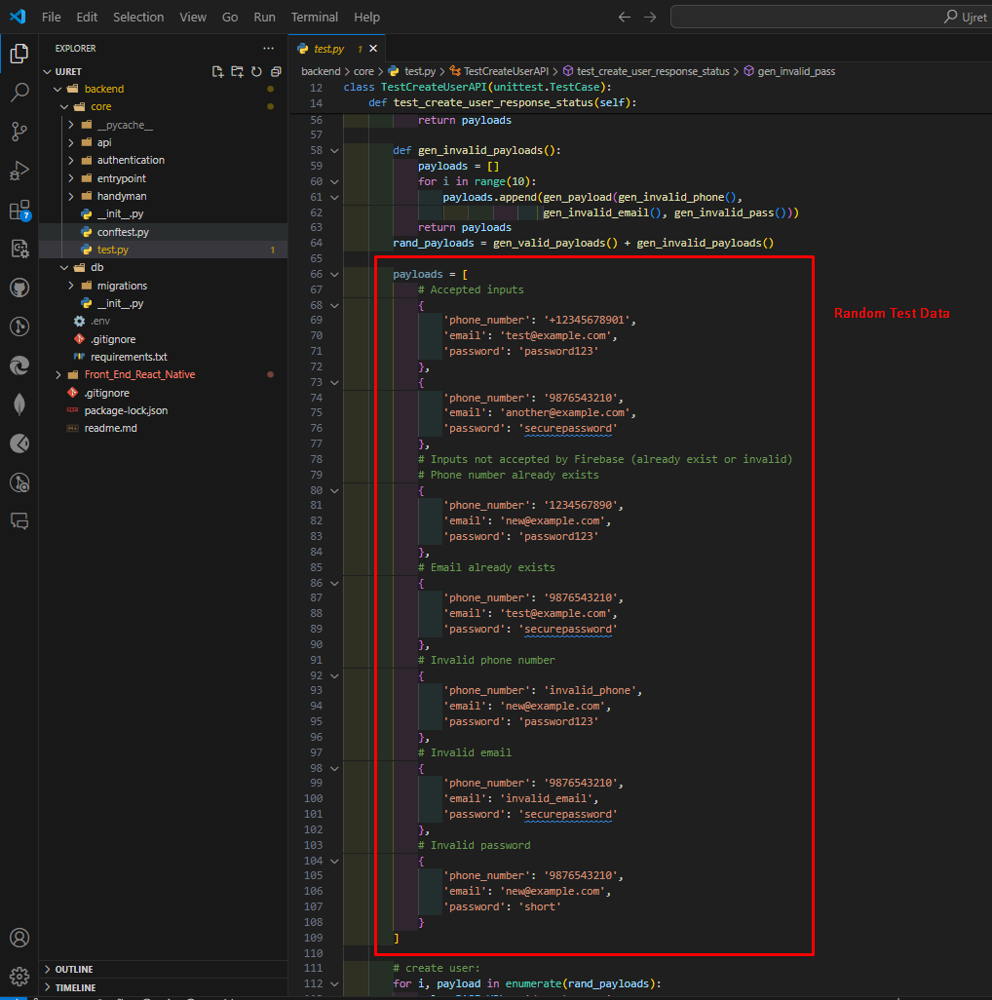 File Edit Selection View Go Run Terminal Help
Ujret
EXPLORER
UJRET
backend
core
__pycache__
api
authentication
entrypoint
handyman
__init__.py
conftest.py
test.py 1
db
migrations
__init__.py
.env
.gitignore
requirements.txt
Front_End_React_Native
.gitignore
package-lock.json
readme.md
OUTLINE
TIMELINE
7
test.py 1
backend > core > test.py > TestCreateUserAPI > test_create_user_response_status > gen_invalid_pass
12 class TestCreateUserAPI(unittest.TestCase):
14 def test_create_user_response_status(self):
56 return payloads
57
58 def gen_invalid_payloads():
59 payloads = []
60 for i in range(10):
61 payloads.append(gen_payload(gen_invalid_phone(),
62 gen_invalid_email(), gen_invalid_pass()))
63 return payloads
64 rand_payloads = gen_valid_payloads() + gen_invalid_payloads()
65
66 payloads = [
67 # Accepted inputs
68 {
69 'phone_number': '+12345678901',
70 'email': 'test@example.com',
71 'password': 'password123'
72 },
73 {
74 'phone_number': '9876543210',
75 'email': 'another@example.com',
76 'password': 'securepassword'
77 },
78 # Inputs not accepted by Firebase (already exist or invalid)
79 # Phone number already exists
80 {
81 'phone_number': '1234567890',
82 'email': 'new@example.com',
83 'password': 'password123'
84 },
85 # Email already exists
86 {
87 'phone_number': '9876543210',
88 'email': 'test@example.com',
89 'password': 'securepassword'
90 },
91 # Invalid phone number
92 {
93 'phone_number': 'invalid_phone',
94 'email': 'new@example.com',
95 'password': 'password123'
96 },
97 # Invalid email
98 {
99 'phone_number': '9876543210',
100 'email': 'invalid_email',
101 'password': 'securepassword'
102 },
103 # Invalid password
104 {
105 'phone_number': '9876543210',
106 'email': 'new@example.com',
107 'password': 'short'
108 }
109 ]
110
111 # create user:
112 for i, payload in enumerate(rand_payloads):
Random Test Data